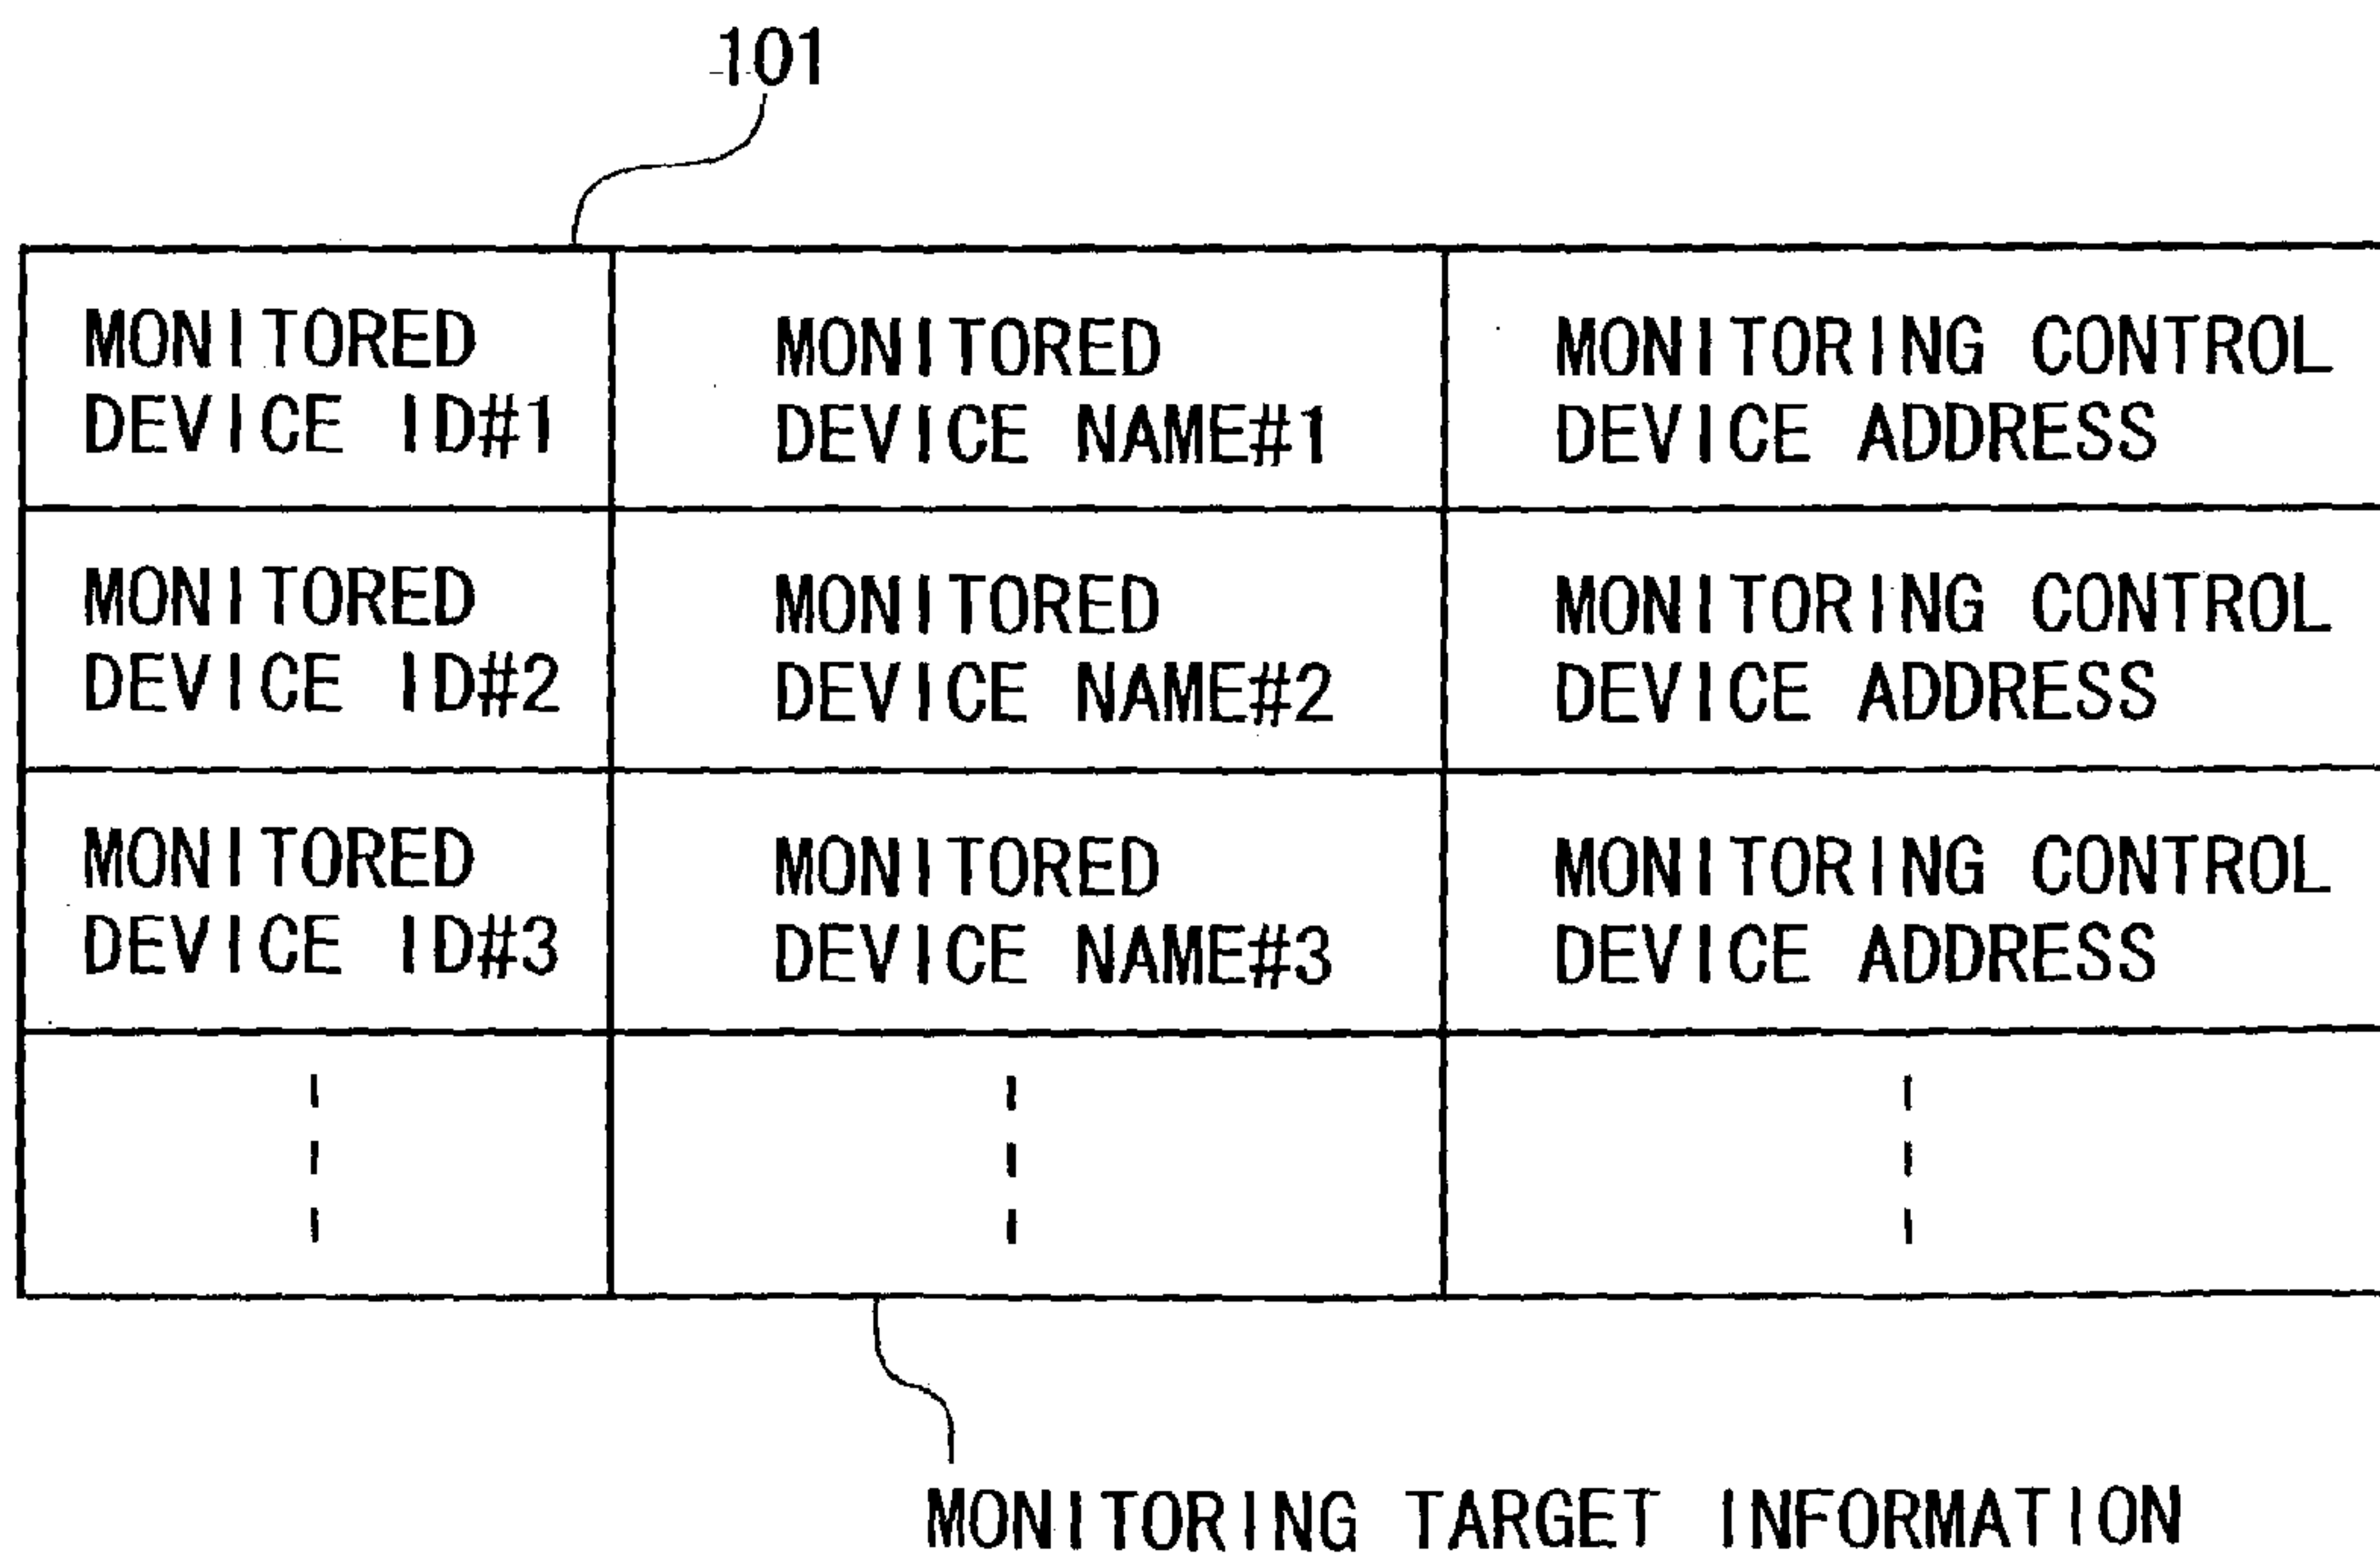 101
MONITORED
DEVICE ID#1
MONITORED
DEVICE NAME#1
MONITORING CONTROL
DEVICE ADDRESS
MONITORED
DEVICE ID#2
MONITORED
DEVICE NAME#2
MONITORING CONTROL
DEVICE ADDRESS
MONITORED
DEVICE ID#3
MONITORED
DEVICE NAME#3
MONITORING CONTROL
DEVICE ADDRESS
MONITORING TARGET INFORMATION